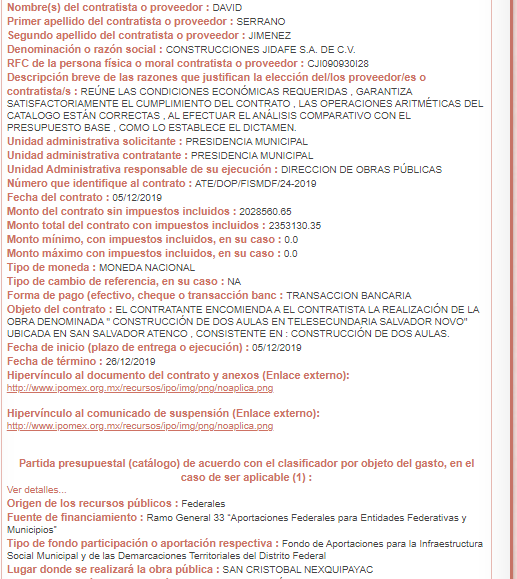 Nombre(s) del contratista o proveedor : DAVID
Primer apellido del contratista o proveedor : SERRANO
Segundo apellido del contratista o proveedor : JIMENEZ
Denominación o razón social : CONSTRUCCIONES JIDAFE S.A. DE C.V.
RFC de la persona física o moral contratista o proveedor : CJI090930I28
Descripción breve de las razones que justifican la elección del/los proveedor/es o
contratista/s : REÚNE LAS CONDICIONES ECONÓMICAS REQUERIDAS , GARANTIZA
SATISFACTORIAMENTE EL CUMPLIMIENTO DEL CONTRATO , LAS OPERACIONES ARITMÉTICAS DEL
CATALOGO ESTÁN CORRECTAS , AL EFECTUAR EL ANÁLISIS COMPARATIVO CON EL
PRESUPUESTO BASE , COMO LO ESTABLECE EL DICTAMEN.
Unidad administrativa solicitante : PRESIDENCIA MUNICIPAL
Unidad administrativa contratante : PRESIDENCIA MUNICIPAL
Unidad Administrativa responsable de su ejecución : DIRECCION DE OBRAS PÚBLICAS
Número que identifique al contrato : ATE/DOP/FISMDF/24-2019
Fecha del contrato : 05/12/2019
Monto del contrato sin impuestos incluidos : 2028560.65
Monto total del contrato con impuestos incluidos : 2353130.35
Monto mínimo, con impuestos incluidos, en su caso : 0.0
Monto máximo con impuestos incluidos, en su caso : 0.0
Tipo de moneda : MONEDA NACIONAL
Tipo de cambio de referencia, en su caso : NA
Forma de pago (efectivo, cheque o transacción banc : TRANSACCION BANCARIA
Objeto del contrato : EL CONTRATANTE ENCOMIENDA A EL CONTRATISTA LA REALIZACIÓN DE LA
OBRA DENOMINADA " CONSTRUCCIÓN DE DOS AULAS EN TELESECUNDARIA SALVADOR NOVO"
UBICADA EN SAN SALVADOR ATENCO , CONSISTENTE EN : CONSTRUCCIÓN DE DOS AULAS.
Fecha de inicio (plazo de entrega o ejecución) : 05/12/2019
Fecha de término : 26/12/2019
Hipervínculo al documento del contrato y anexos (Enlace externo):
http://www.ipomex.org.mx/recursos/ipo/img/png/noaplica.png
Hipervínculo al comunicado de suspensión (Enlace externo):
http://www.ipomex.org.mx/recursos/ipo/img/png/noaplica.png
Partida presupuestal (catálogo) de acuerdo con el clasificador por objeto del gasto, en el
caso de ser aplicable (1) :
Ver detalles...
Origen de los recursos públicos : Federales
Fuente de financiamiento : Ramo General 33 “Aportaciones Federales para Entidades Federativas y
Municipios”
Tipo de fondo participación o aportación respectiva : Fondo de Aportaciones para la Infraestructura
Social Municipal y de las Demarcaciones Territoriales del Distrito Federal
Lugar donde se realizará la obra pública : SAN CRISTOBAL NEXQUIPAYAC